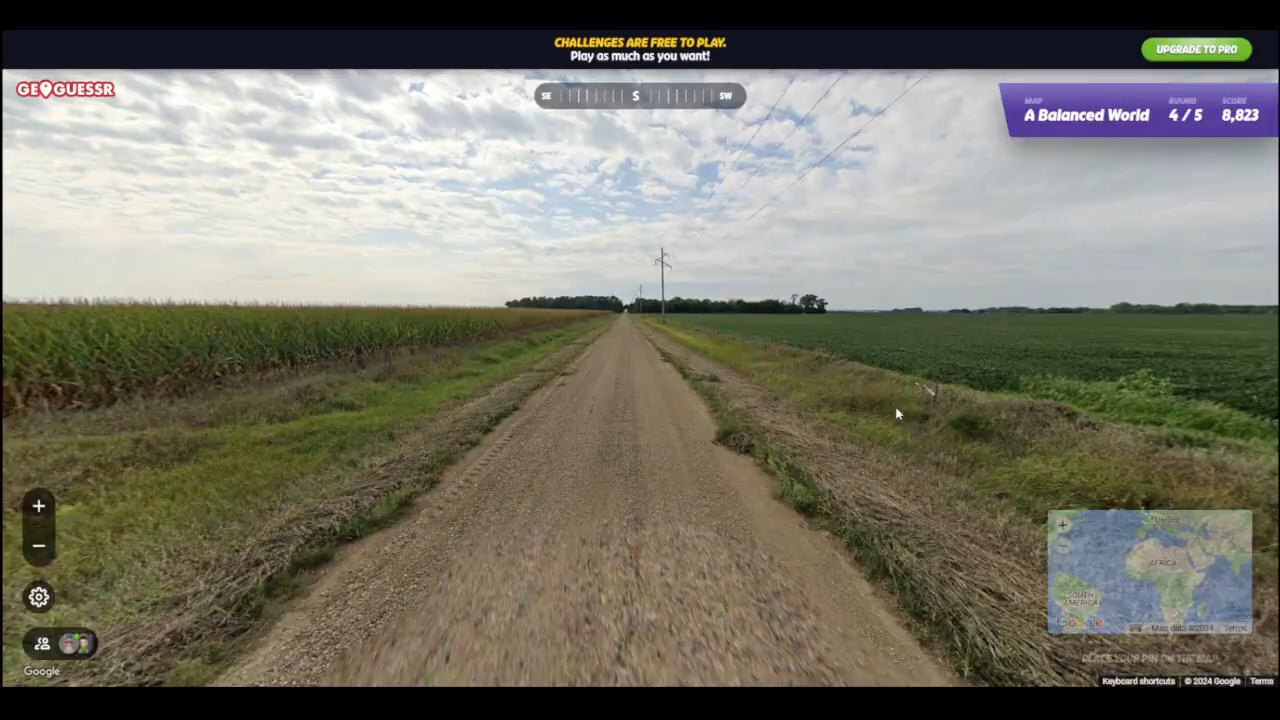 CHALLENGES ARE FREE TO PLAY.
Play as much as you want!
UPGRADE TO PRO
GEOGUESSR
SE S SW
MAP ROUND SCORE
A Balanced World 4 / 5 8,823
EUROPE
AFRICA
SOUTH
AMERICA
Google
Map data ©2024 Terms
PLACE YOUR PIN ON THE MAP
Google
Keyboard shortcuts © 2024 Google Terms